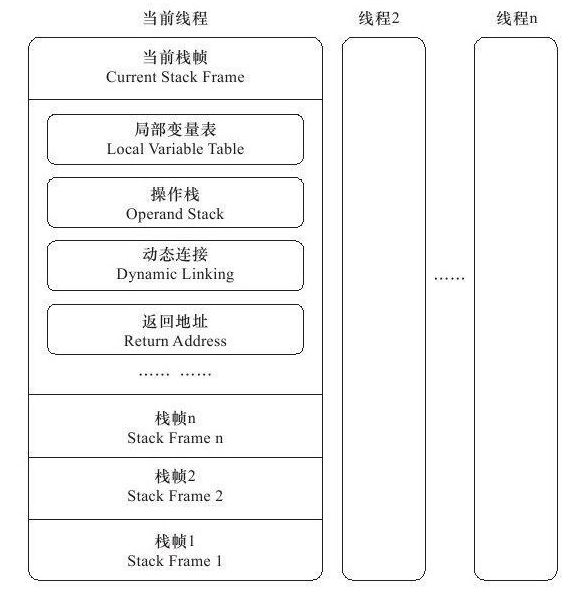 当前线程
线程2
线程n
当前栈帧
Current Stack Frame
局部变量表
Local Variable Table
操作栈
Operand Stack
动态连接
Dynamic Linking
返回地址
Return Address
…… ……
……
栈帧n
Stack Frame n
栈帧2
Stack Frame 2
栈帧1
Stack Frame 1